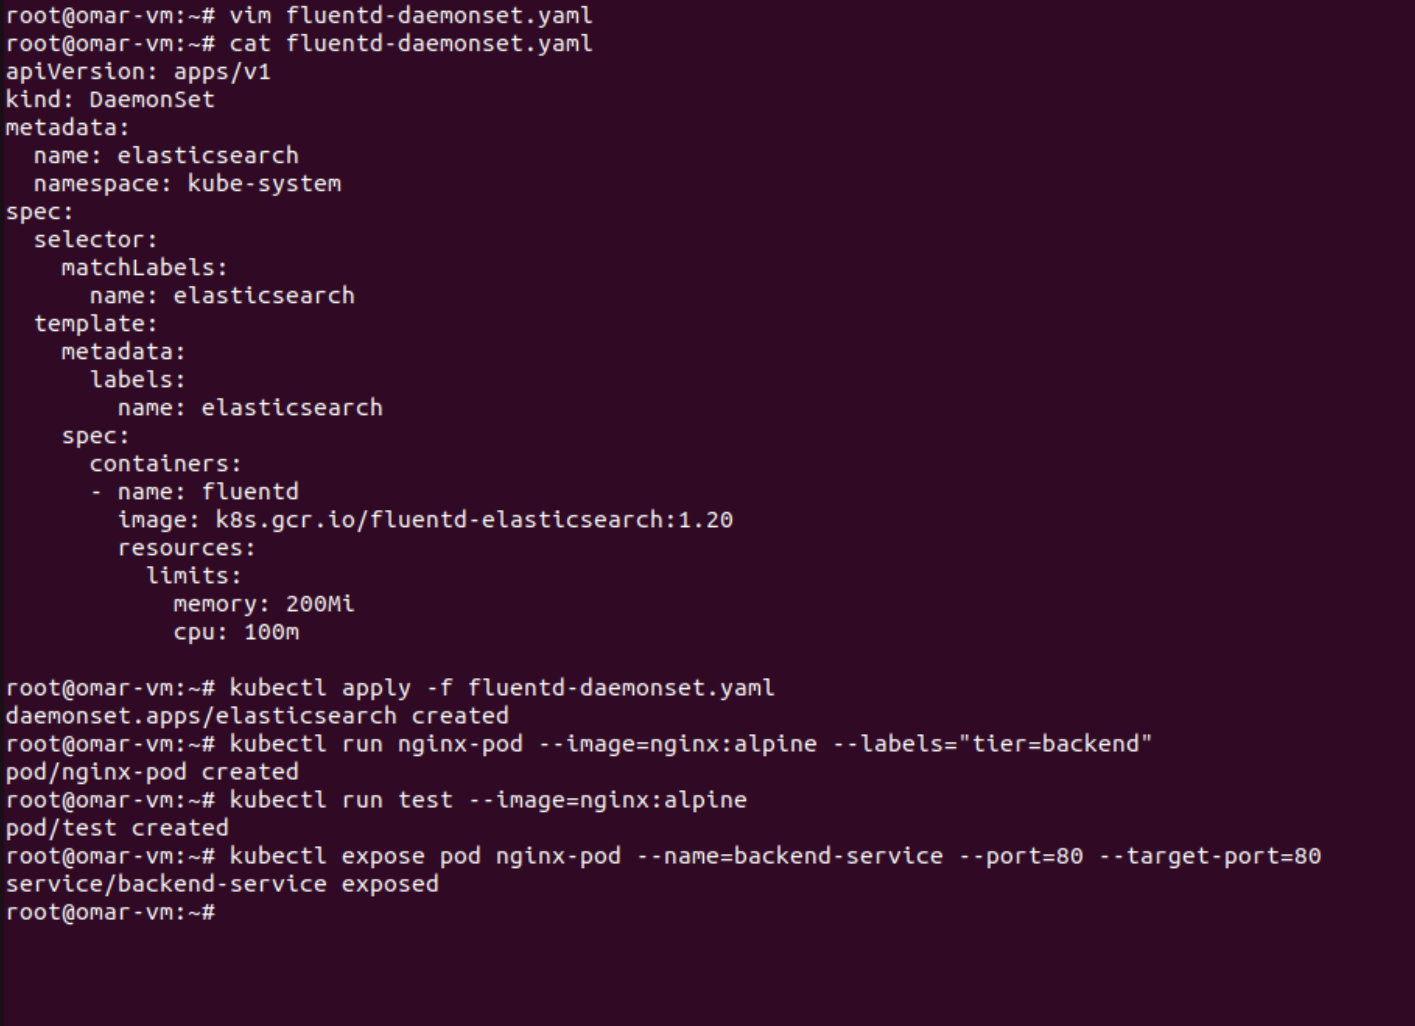 root@omar-vm:~# vim fluentd-daemonset.yaml
root@omar-vm:~# cat fluentd-daemonset.yaml
apiVersion: apps/v1
kind: DaemonSet
metadata:
  name: elasticsearch
  namespace: kube-system
spec:
  selector:
    matchLabels:
      name: elasticsearch
  template:
    metadata:
      labels:
        name: elasticsearch
    spec:
      containers:
      - name: fluentd
        image: k8s.gcr.io/fluentd-elasticsearch:1.20
        resources:
          limits:
            memory: 200Mi
            cpu: 100m

root@omar-vm:~# kubectl apply -f fluentd-daemonset.yaml
daemonset.apps/elasticsearch created
root@omar-vm:~# kubectl run nginx-pod --image=nginx:alpine --labels="tier=backend"
pod/nginx-pod created
root@omar-vm:~# kubectl run test --image=nginx:alpine
pod/test created
root@omar-vm:~# kubectl expose pod nginx-pod --name=backend-service --port=80 --target-port=80
service/backend-service exposed
root@omar-vm:~#